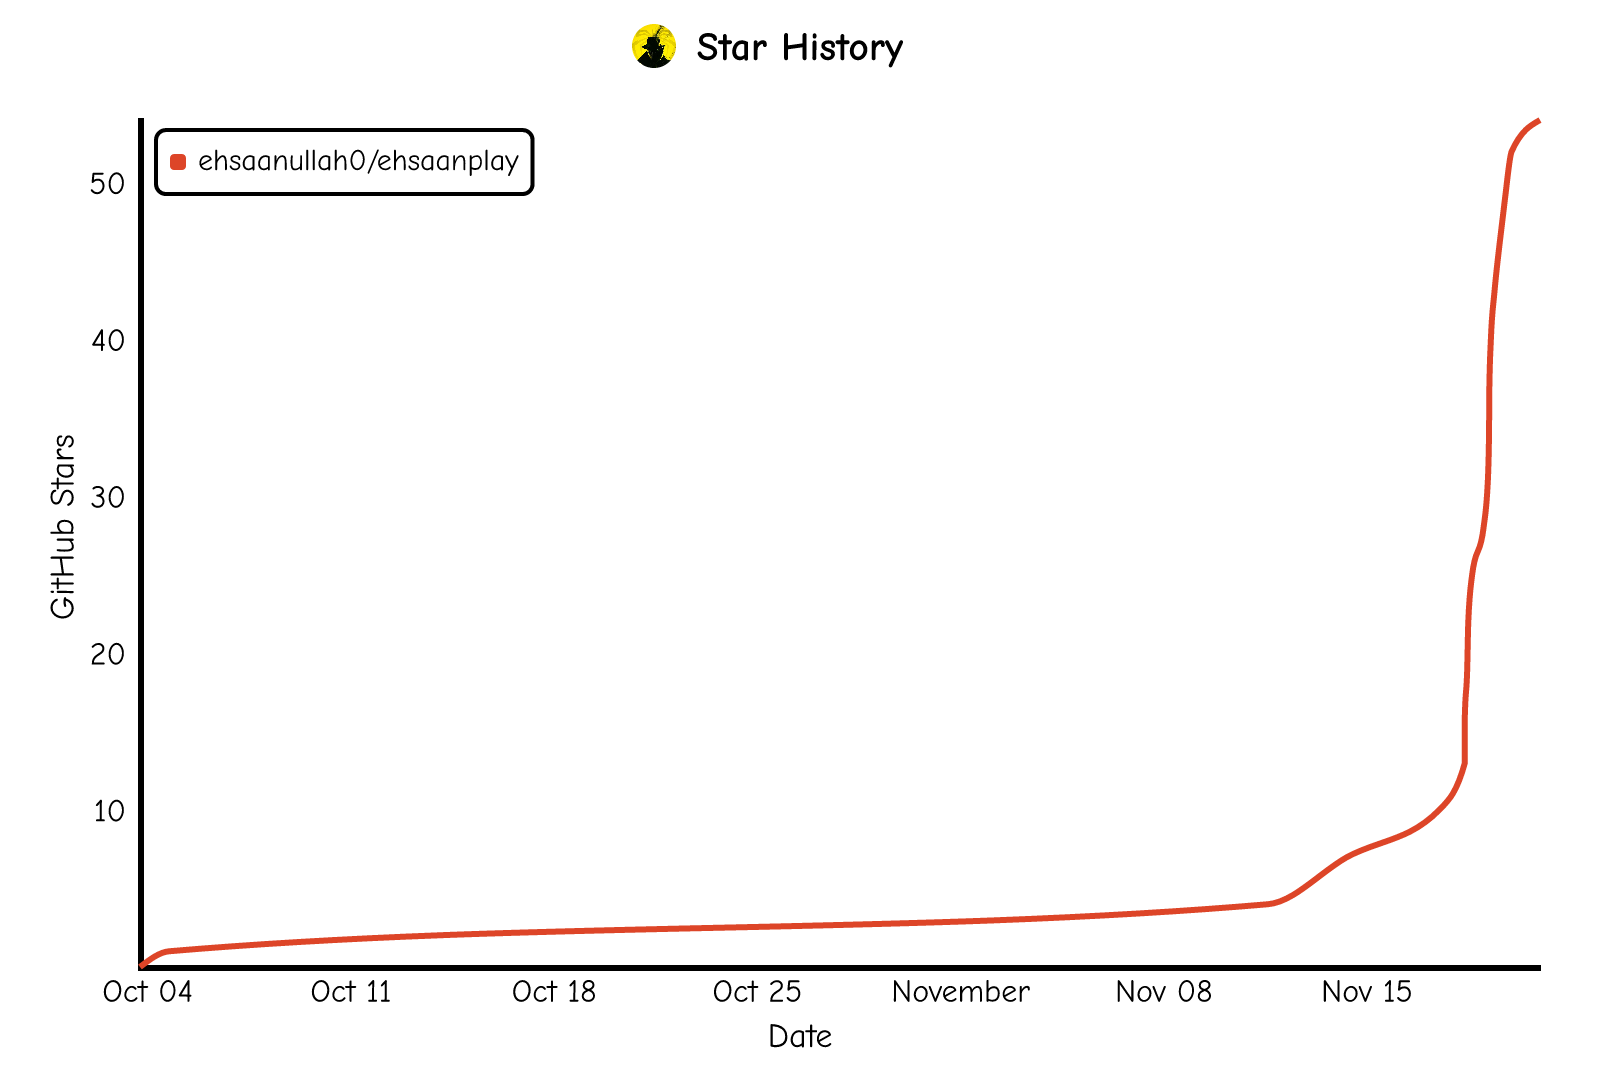 Star History
ehsaanullah0/ehsaanplay
50
40
30
20
10
GitHub Stars
Oct 04 Oct 11 Oct 18 Oct 25 November Nov 08 Nov 15
Date